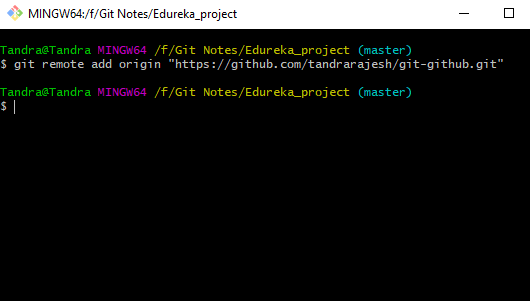 MINGW64:/f/Git Notes/Edureka_project
Tandra@Tandra MINGW64 /f/Git Notes/Edureka_project (master)
$ git remote add origin "https://github.com/tandrarajesh/git-github.git"
Tandra@Tandra MINGW64 /f/Git Notes/Edureka_project (master)
$